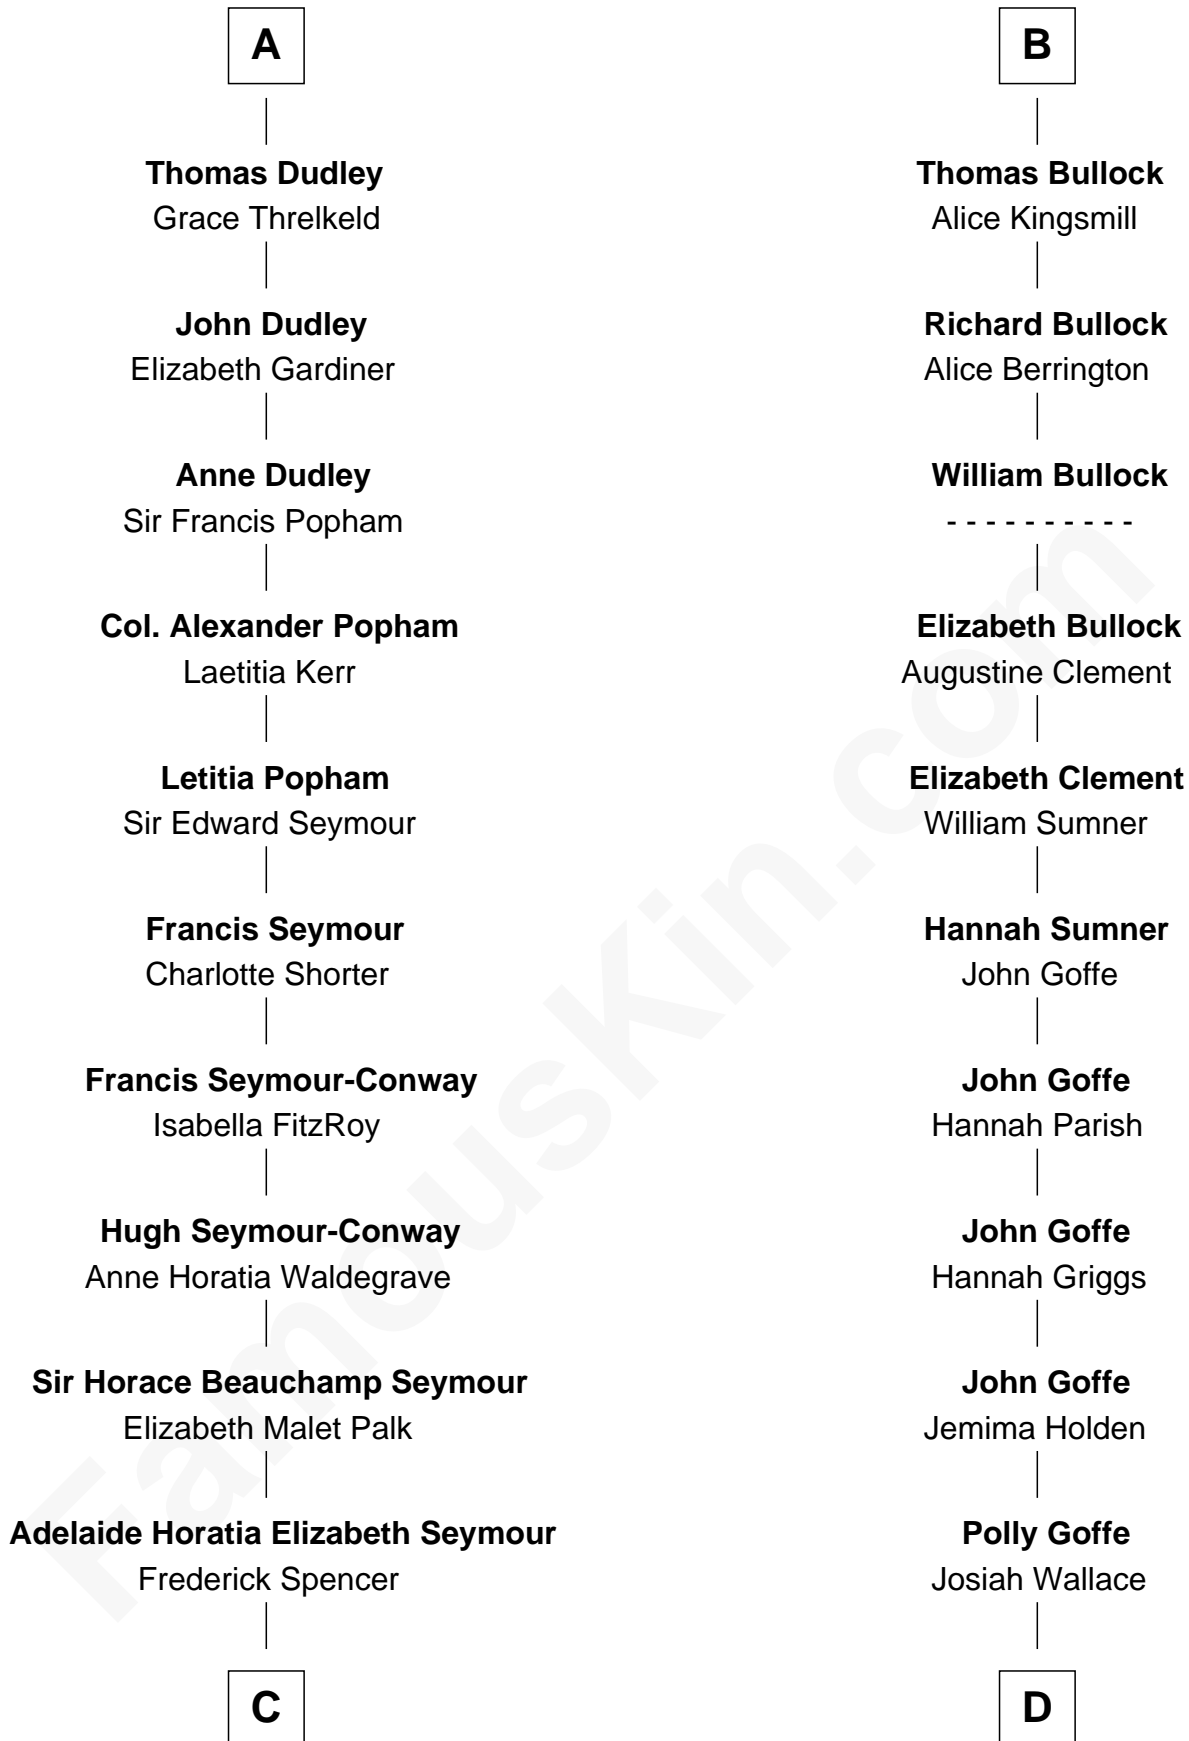 A
Thomas Dudley
Grace Threlkeld
John Dudley
Elizabeth Gardiner
Anne Dudley
Sir Francis Popham
Col. Alexander Popham
Laetitia Kerr
Letitia Popham
Sir Edward Seymour
Francis Seymour
Charlotte Shorter
Francis Seymour-Conway
Isabella FitzRoy
Hugh Seymour-Conway
Anne Horatia Waldegrave
Sir Horace Beauchamp Seymour
Elizabeth Malet Palk
Adelaide Horatia Elizabeth Seymour
Frederick Spencer
C
B
Thomas Bullock
Alice Kingsmill
Richard Bullock
Alice Berrington
William Bullock
- - - - - - - - - -
Elizabeth Bullock
Augustine Clement
Elizabeth Clement
William Sumner
Hannah Sumner
John Goffe
John Goffe
Hannah Parish
John Goffe
Hannah Griggs
John Goffe
Jemima Holden
Polly Goffe
Josiah Wallace
D
FamousKin.com